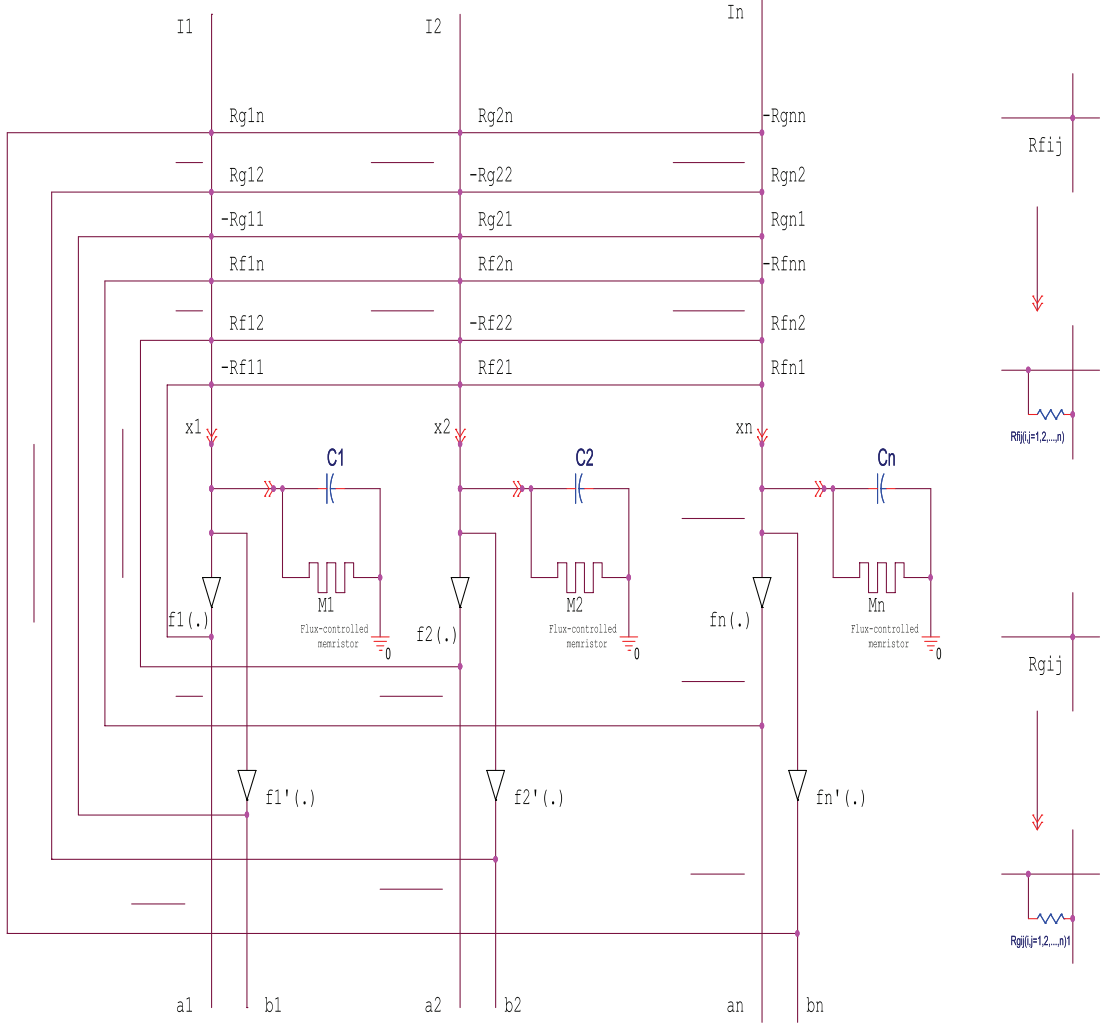 I1 I2 In
Rg1n Rg2n -Rgnn
Rfij
Rg12 -Rg22 Rgn2
-Rg11 Rg21 Rgn1
Rf1n Rf2n -Rfnn
Rf12 -Rf22 Rfn2
-Rf11 Rf21 Rfn1
x1 x2 xn
Rfij(i,j=1,2,...,n)
C1 C2 Cn
M1 M2 Mn
f1(.) f2(.) fn(.)
Flux-controlled
memristor
0
Flux-controlled
memristor
0
Flux-controlled
memristor
0
Rgij
f1'(.) f2'(.) fn'(.)
Rgij(i,j=1,2,...,n)1
a1 b1 a2 b2 an bn